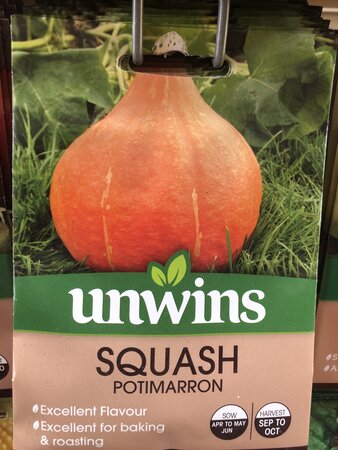 unwins
SQUASH
POTIMARRON
Excellent Flavour
Excellent for baking
& roasting
SOW
APR TO MAY
JUN
HARVEST
SEP TO
OCT